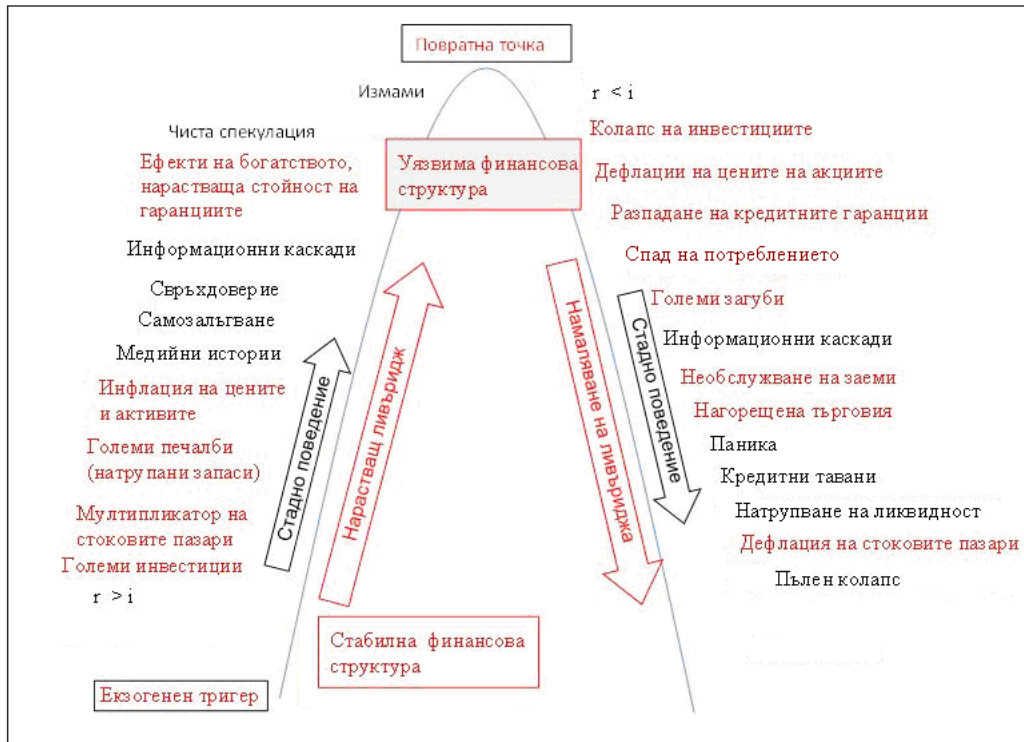 Повратна точка
Измами
r < i
Чиста спекулация
Колапс на инвестициите
Ефекти на богатството,
нарастваща стойност на
гаранциите
Уязвима финансова
структура
Дефлации на цените на акциите
Разпадане на кредитните гаранции
Информационни каскади
Спад на потреблението
Свръхдоверие
Големи загуби
Самозалъгване
Информационни каскади
Медийни истории
Необслужване на заеми
Инфлация на цените
и активите
Нагорещена търговия
Големи печалби
(натрупани запаси)
Паника
Кредитни тавани
Мултипликатор на
стоковите пазари
Натрупване на ликвидност
Големи инвестиции
Дефлация на стоковите пазари
r > i
Пълен колапс
Стадно поведение
Нарастващ ливъридж
Намаляване на ливъриджа
Стадно поведение
Стабилна финансова
структура
Екзогенен тригер